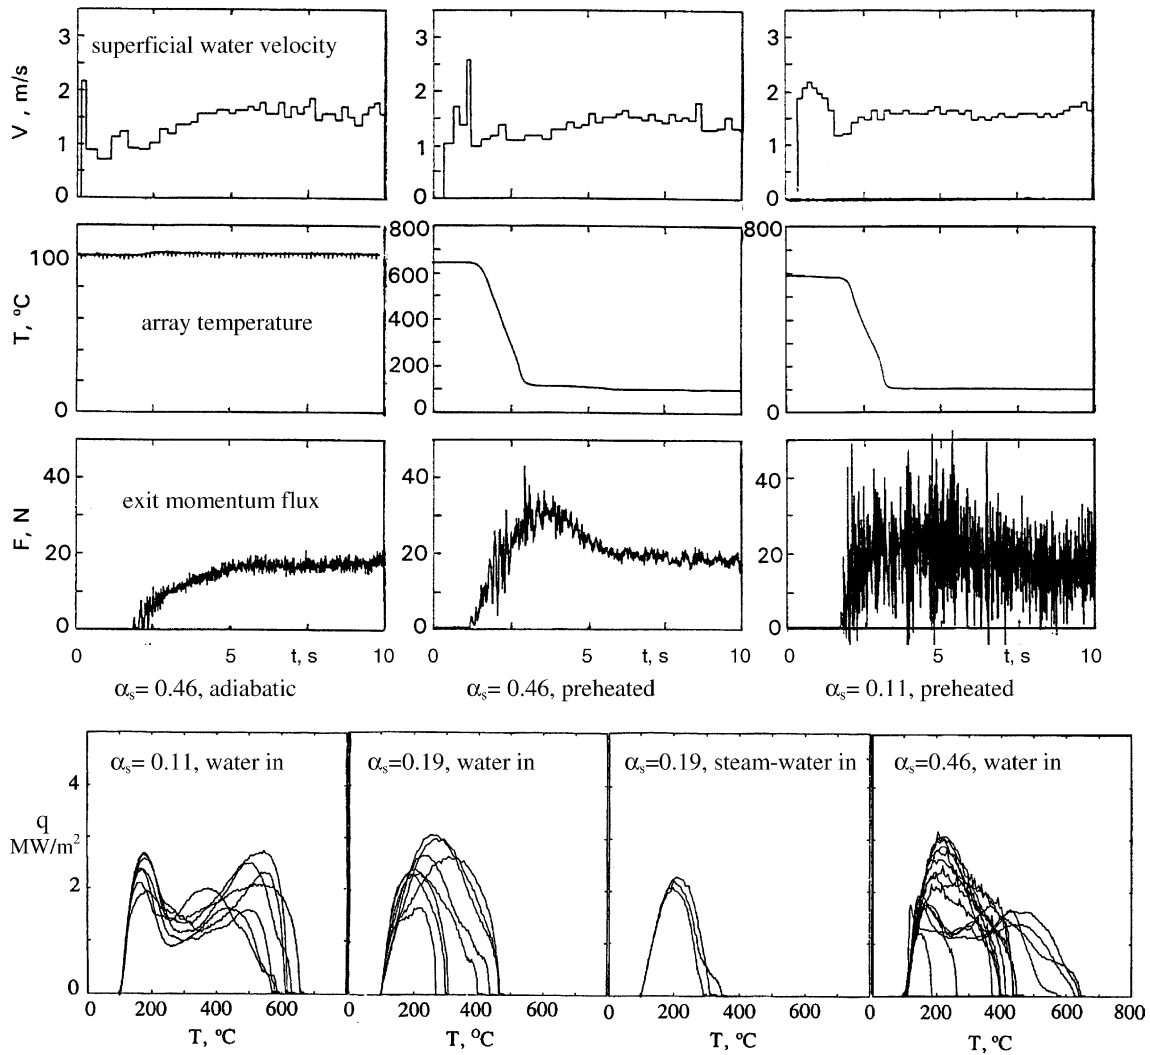 superficial water velocity
V , m/s
3
2
1
0
3
2
1
0
3
2
1
0
T, ºC
100
0
array temperature
800
600
400
200
0
800
0
F, N
40
20
0
exit momentum flux
40
20
0
40
20
0
0 5 t, s 10
0 5 t, s 10
0 5 t, s 10
αs= 0.46, adiabatic
αs= 0.46, preheated
αs= 0.11, preheated
αs= 0.11, water in
αs=0.19, water in
αs=0.19, steam-water in
αs=0.46, water in
q
MW/m²
4
2
0
0 200 400 600
0 200 400 600
0 200 400 600
0 200 400 600 800
T, ºC
T, ºC
T, ºC
T, ºC